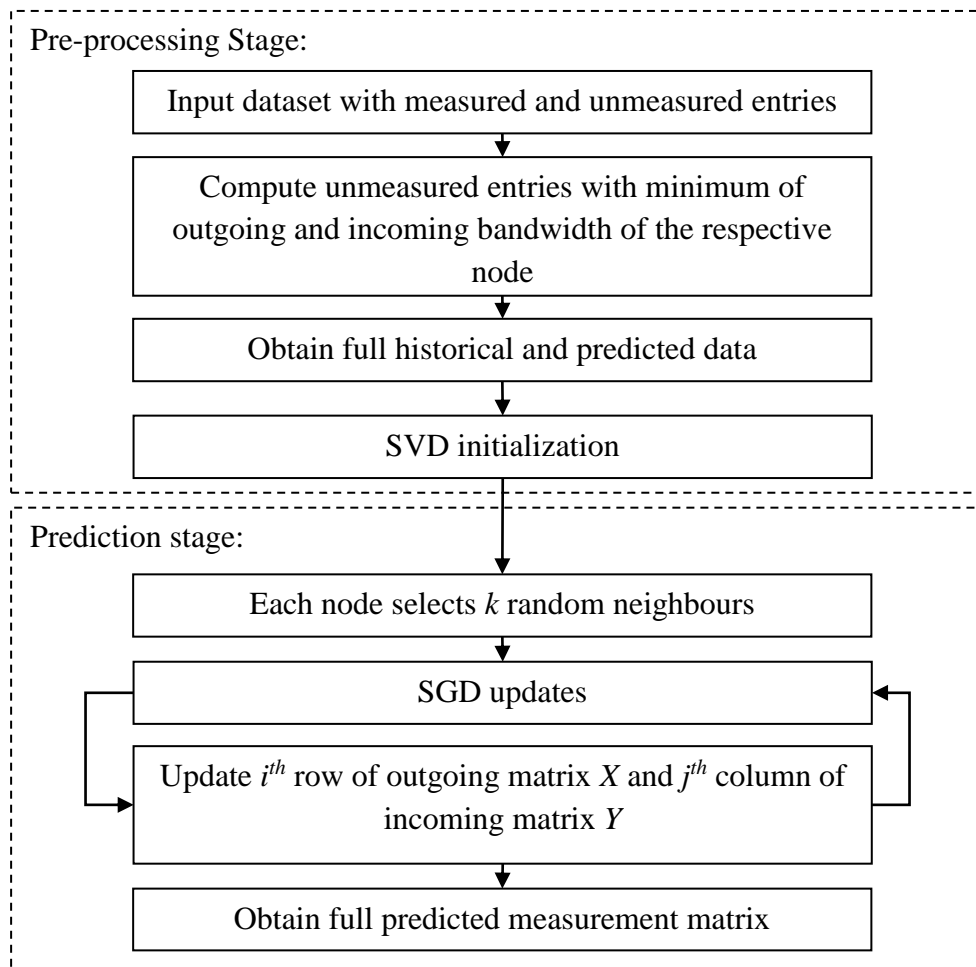 Pre-processing Stage:
Input dataset with measured and unmeasured entries
Compute unmeasured entries with minimum of
outgoing and incoming bandwidth of the respective
node
Obtain full historical and predicted data
SVD initialization
Prediction stage:
Each node selects k random neighbours
SGD updates
Update i^th row of outgoing matrix X and j^th column of
incoming matrix Y
Obtain full predicted measurement matrix